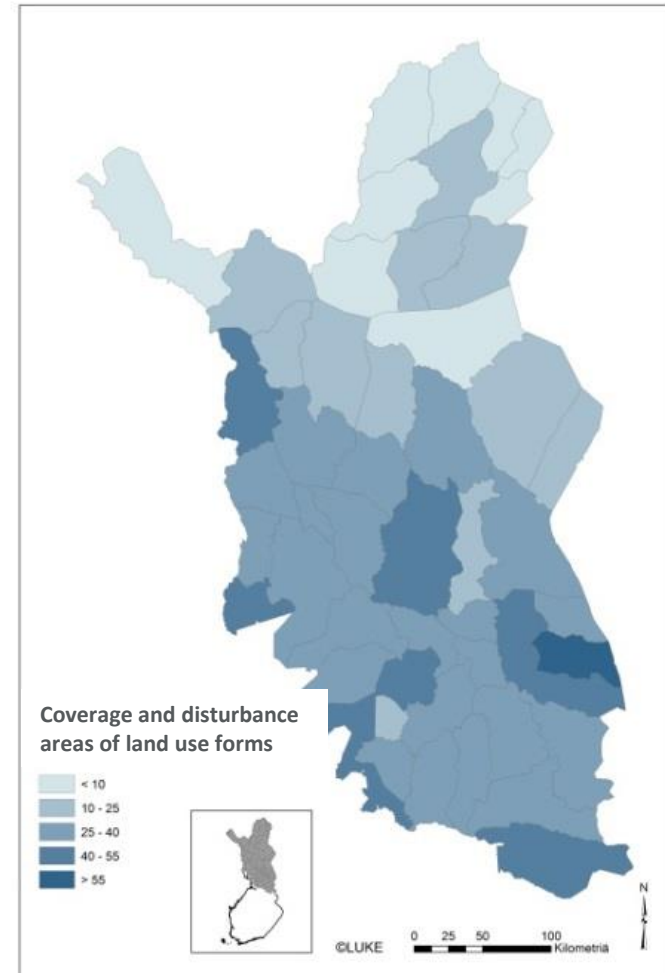 Coverage and disturbance
areas of land use forms
< 10
10 - 25
25 - 40
40 - 55
> 55
N
©LUKE
0 25 50 100
Kilometriä